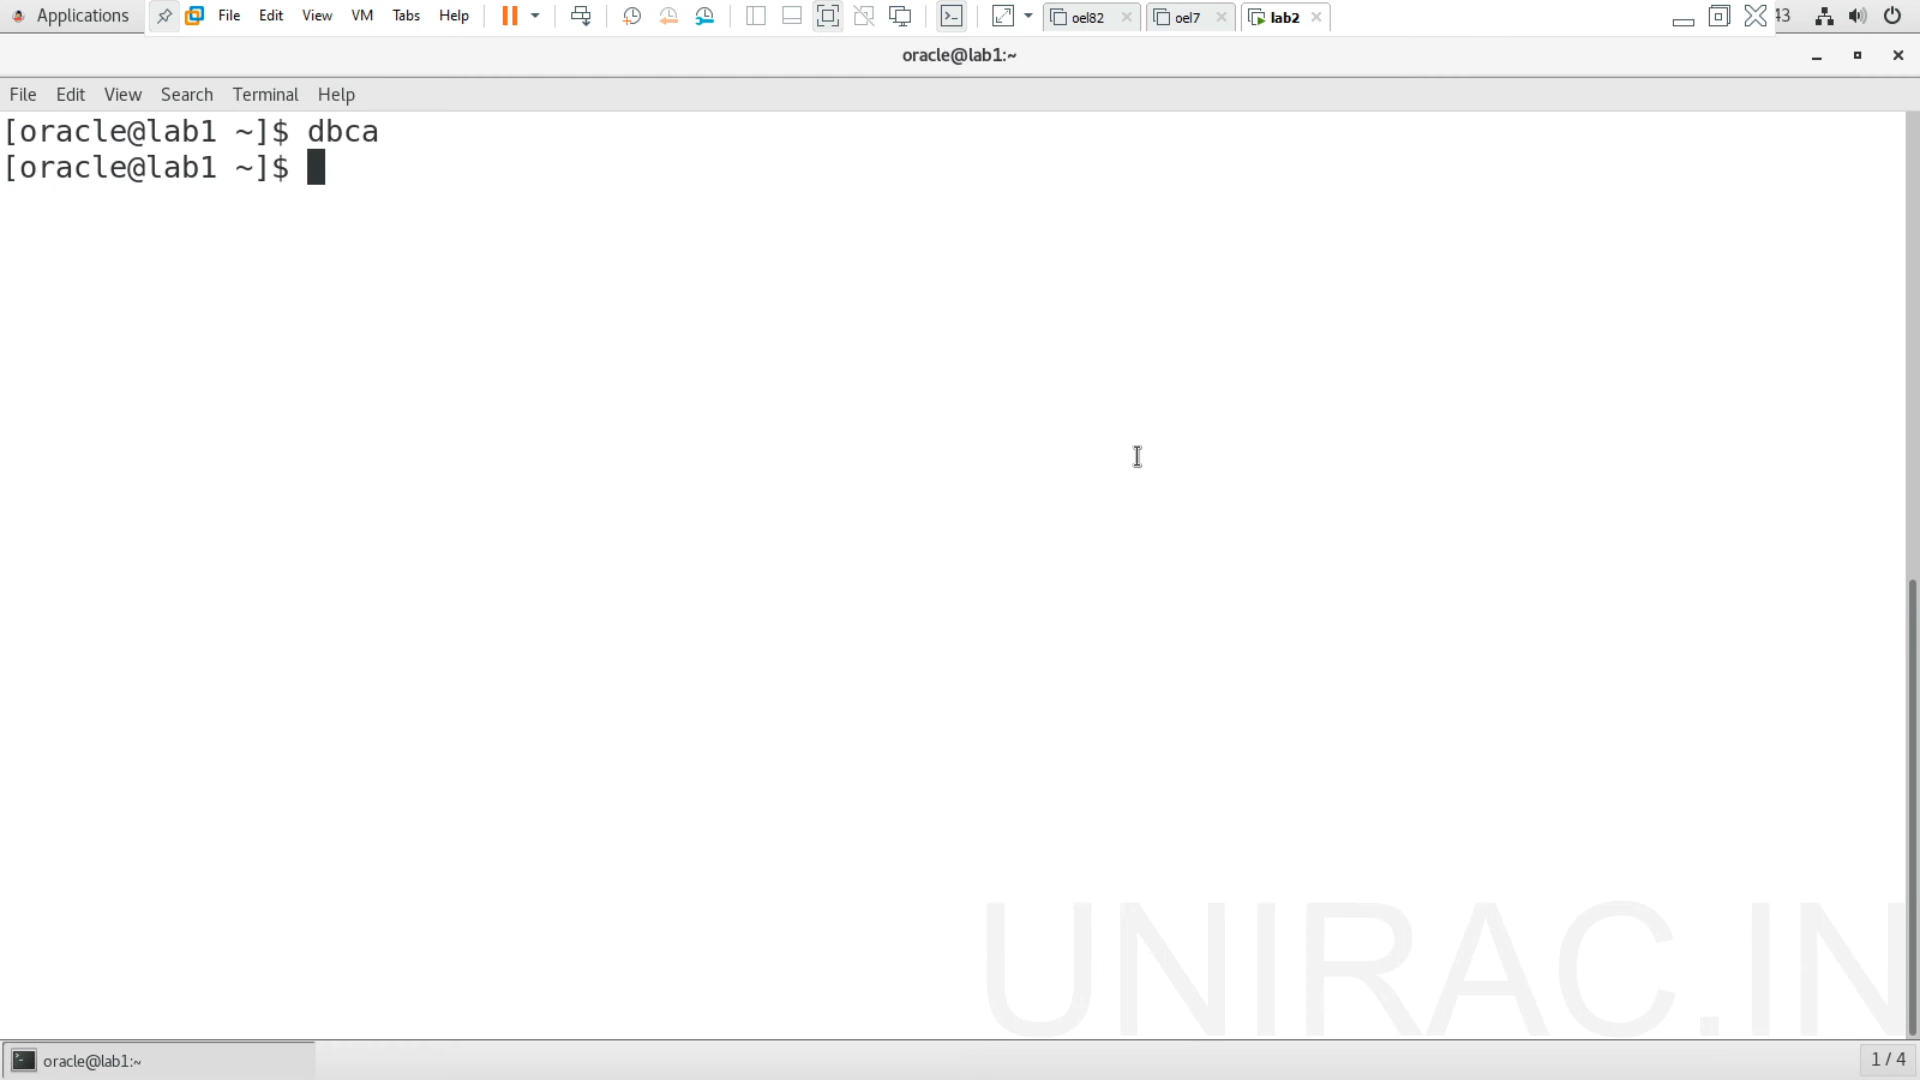 Applications File Edit View VM Tabs Help oel82 oel7 lab2 43
oracle@lab1:~
File Edit View Search Terminal Help
[oracle@lab1 ~]$ dbca
[oracle@lab1 ~]$
UNIRAC.IN
oracle@lab1:~ 1 / 4